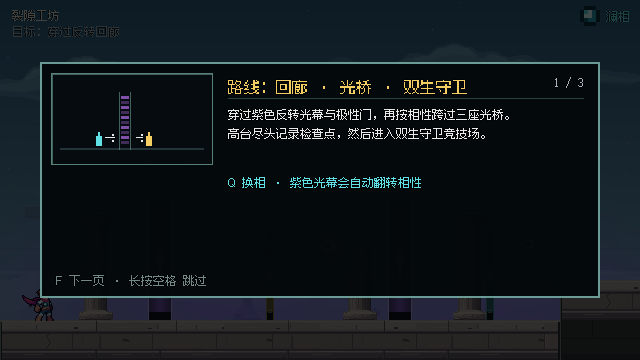 裂隙工坊
目标：穿过反转回廊
澜相
路线：回廊 · 光桥 · 双生守卫
1 / 3
穿过紫色反转光幕与极性门，再按相性跨过三座光桥。
高台尽头记录检查点，然后进入双生守卫竞技场。
Q 换相 · 紫色光幕会自动翻转相性
F 下一页 · 长按空格 跳过